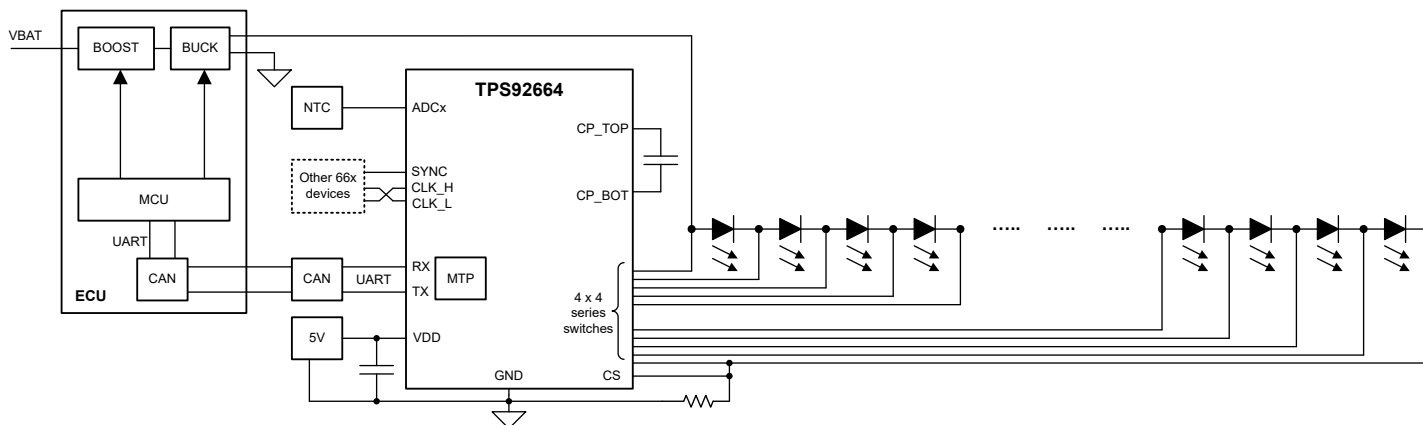 VBAT
BOOST
BUCK
MCU
UART
CAN
ECU
NTC
Other 66x
devices
CAN
UART
5V
TPS92664
ADCx
SYNC
CLK_H
CLK_L
RX
TX
MTP
VDD
GND
CP_TOP
CP_BOT
4 x 4
series
switches
CS
..... ..... .....